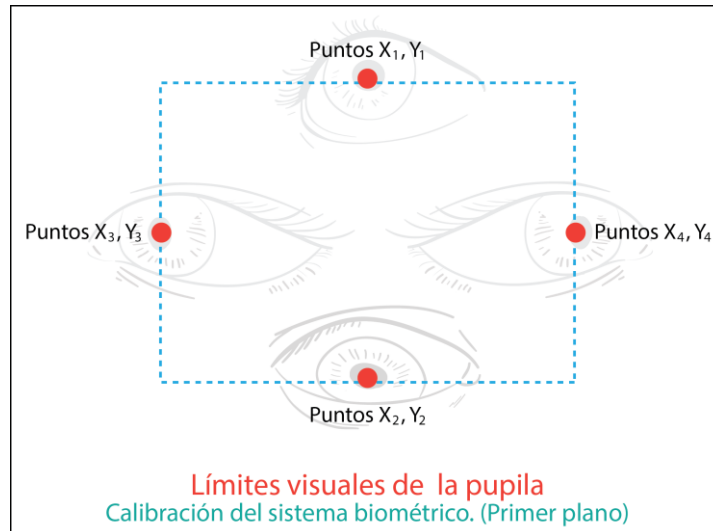 Puntos X₁, Y₁
Puntos X₃, Y₃
Puntos X₄, Y₄
Puntos X₂, Y₂
Límites visuales de la pupila
Calibración del sistema biométrico. (Primer plano)